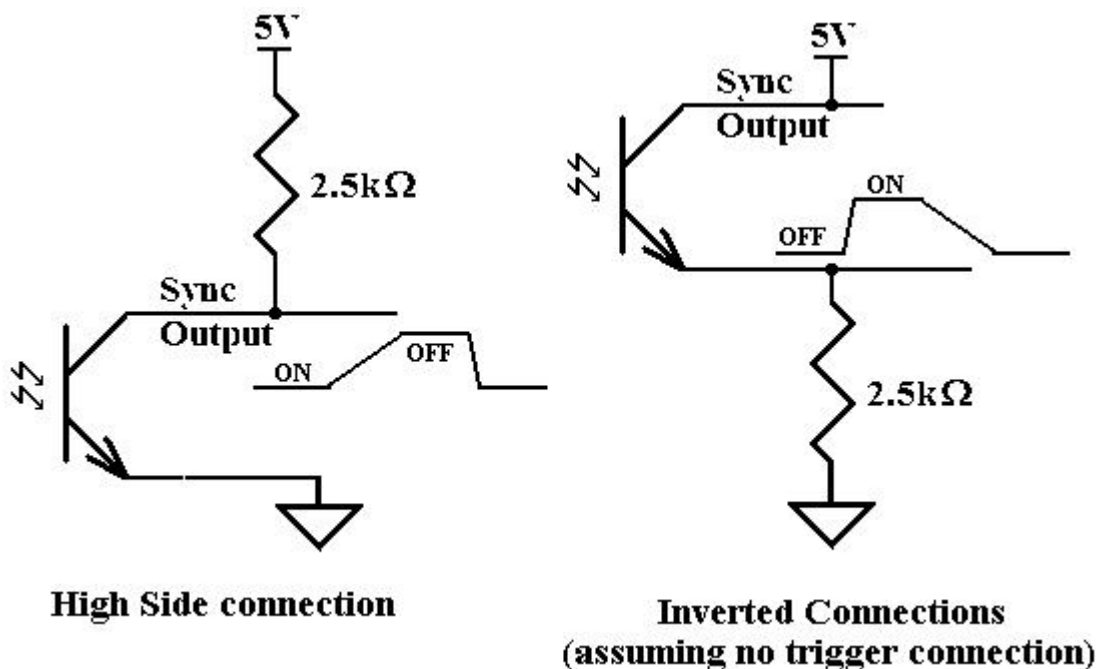 5V
2.5kΩ
Sync
Output
ON
OFF
High Side connection
5V
Sync
Output
ON
OFF
2.5kΩ
Inverted Connections
(assuming no trigger connection)